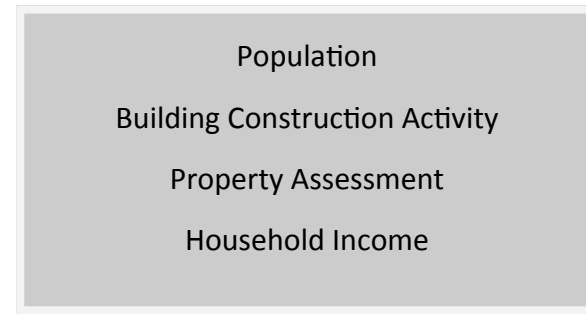 Population
Building Construction Activity
Property Assessment
Household Income